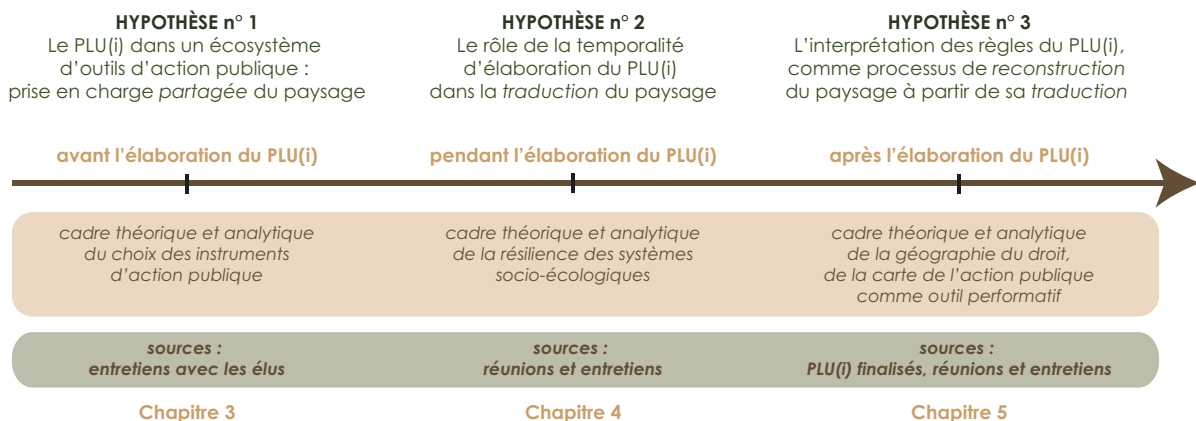 HYPOTHÈSE n° 1
Le PLU(i) dans un écosystème
d'outils d'action publique :
prise en charge partagée du paysage
HYPOTHÈSE n° 2
Le rôle de la temporalité
d'élaboration du PLU(i)
dans la traduction du paysage
HYPOTHÈSE n° 3
L'interprétation des règles du PLU(i),
comme processus de reconstruction
du paysage à partir de sa traduction
avant l'élaboration du PLU(i)
pendant l'élaboration du PLU(i)
après l'élaboration du PLU(i)
cadre théorique et analytique
du choix des instruments
d'action publique
cadre théorique et analytique
de la résilience des systèmes
socio-écologiques
cadre théorique et analytique
de la géographie du droit,
de la carte de l'action publique
comme outil performatif
sources :
entretiens avec les élus
sources :
réunions et entretiens
sources :
PLU(i) finalisés, réunions et entretiens
Chapitre 3
Chapitre 4
Chapitre 5